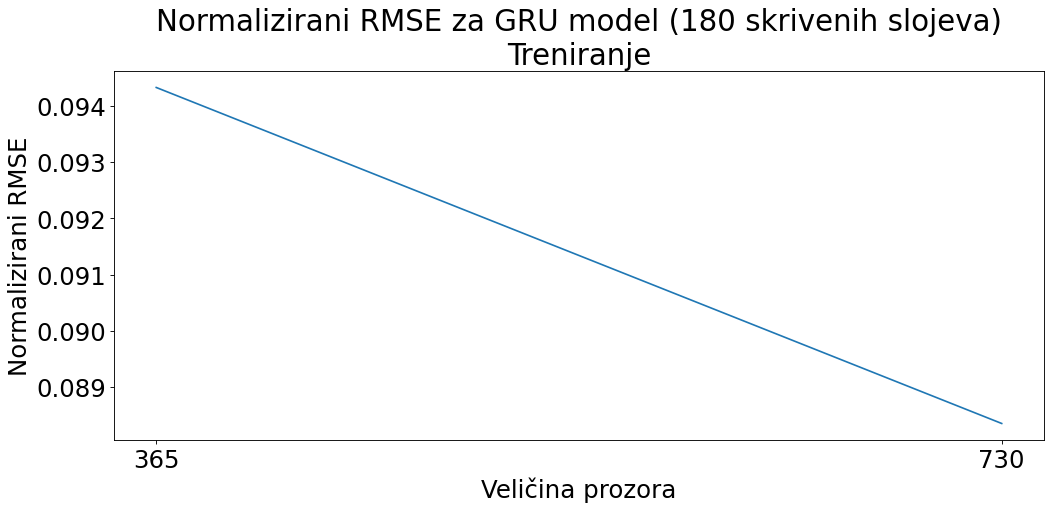 Normalizirani RMSE za GRU model (180 skrivenih slojeva)
Treniranje
Normalizirani RMSE
0.094
0.093
0.092
0.091
0.090
0.089
365
730
Veličina prozora